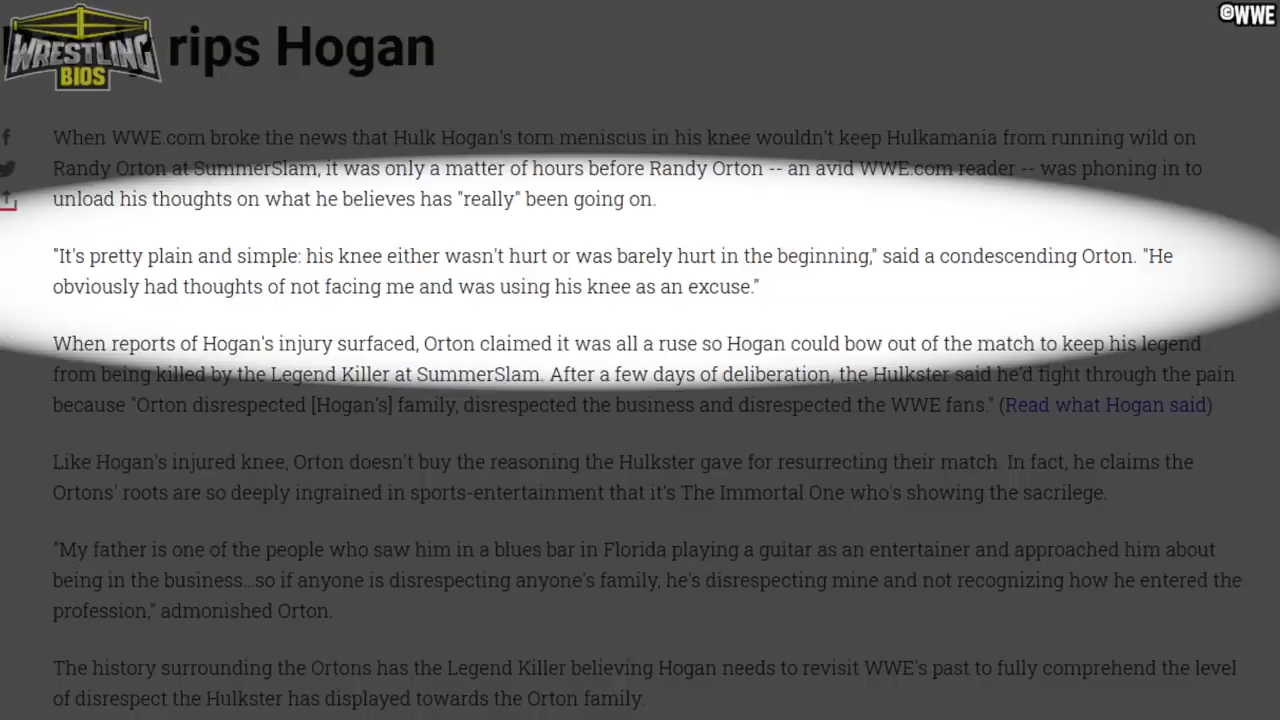 ©WWE
WRESTLING
BIOS
rips Hogan
When WWE.com broke the news that Hulk Hogan's torn meniscus in his knee wouldn't keep Hulkamania from running wild on
Randy Orton at SummerSlam, it was only a matter of hours before Randy Orton -- an avid WWE.com reader -- was phoning in to
unload his thoughts on what he believes has "really" been going on.
"It's pretty plain and simple: his knee either wasn't hurt or was barely hurt in the beginning," said a condescending Orton. "He
obviously had thoughts of not facing me and was using his knee as an excuse."
When reports of Hogan's injury surfaced, Orton claimed it was all a ruse so Hogan could bow out of the match to keep his legend
from being killed by the Legend Killer at SummerSlam. After a few days of deliberation, the Hulkster said he'd fight through the pain
because "Orton disrespected [Hogan's] family, disrespected the business and disrespected the WWE fans." (Read what Hogan said)
Like Hogan's injured knee, Orton doesn't buy the reasoning the Hulkster gave for resurrecting their match. In fact, he claims the
Ortons' roots are so deeply ingrained in sports-entertainment that it's The Immortal One who's showing the sacrilege.
"My father is one of the people who saw him in a blues bar in Florida playing a guitar as an entertainer and approached him about
being in the business...so if anyone is disrespecting anyone's family, he's disrespecting mine and not recognizing how he entered the
profession," admonished Orton.
The history surrounding the Ortons has the Legend Killer believing Hogan needs to revisit WWE's past to fully comprehend the level
of disrespect the Hulkster has displayed towards the Orton family.